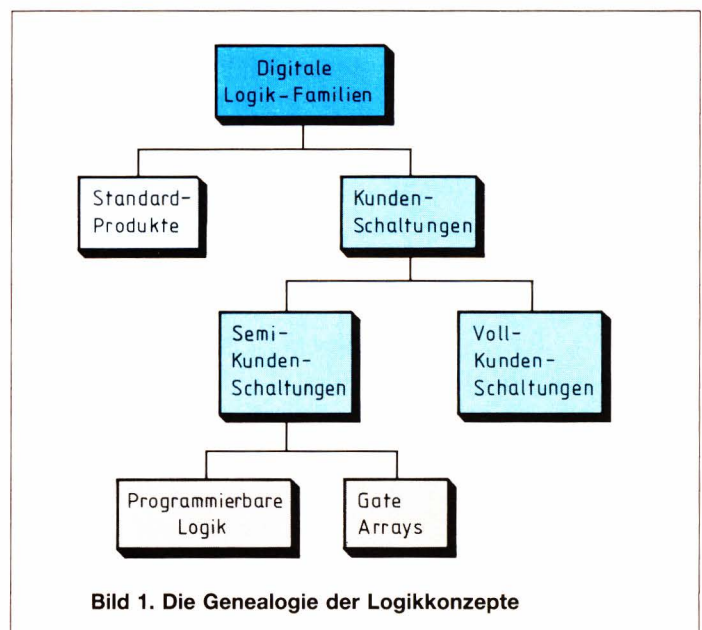 Digitale
Logik-Familien
Standard-
Produkte
Kunden-
Schaltungen
Semi-
Kunden-
Schaltungen
Voll-
Kunden-
Schaltungen
Programmierbare
Logik
Gate
Arrays
Bild 1. Die Genealogie der Logikkonzepte